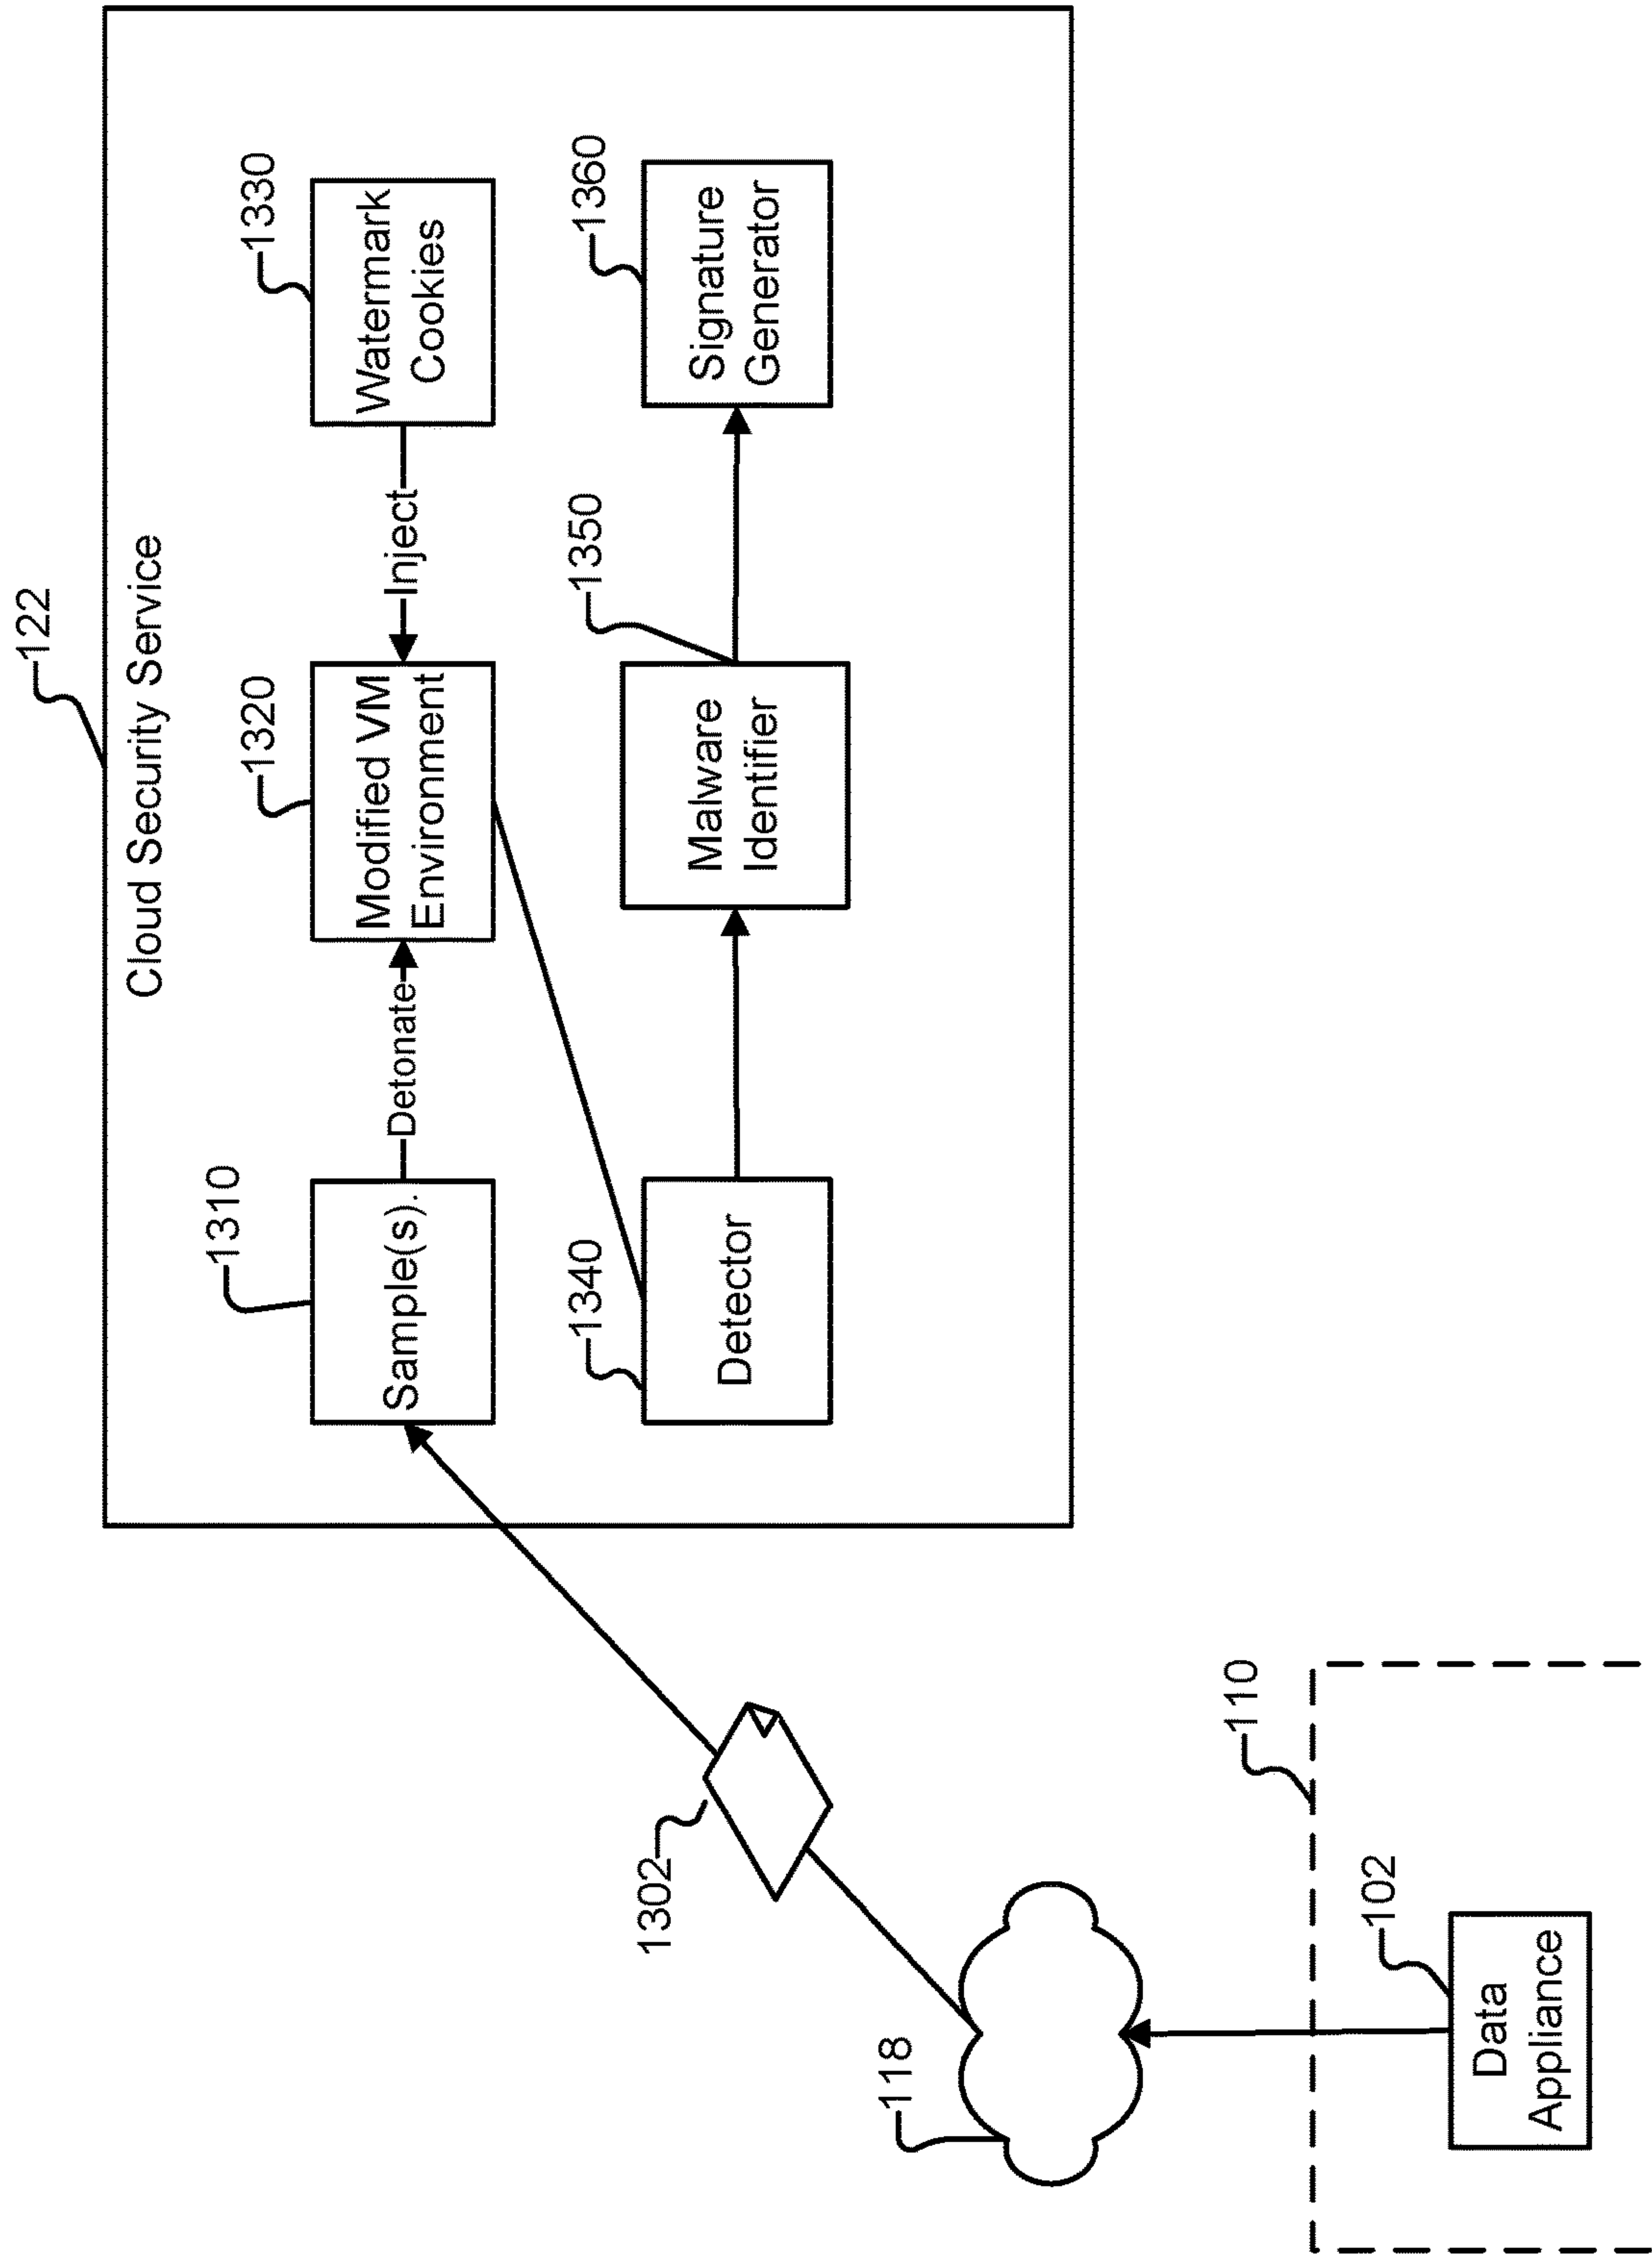 122
Cloud Security Service
1310
1320
1330
Sample(s).
Detonate
Modified VM
Environment
Inject
Watermark
Cookies
1340
1350
1360
Detector
Malware
Identifier
Signature
Generator
1302
118
110
102
Data
Appliance